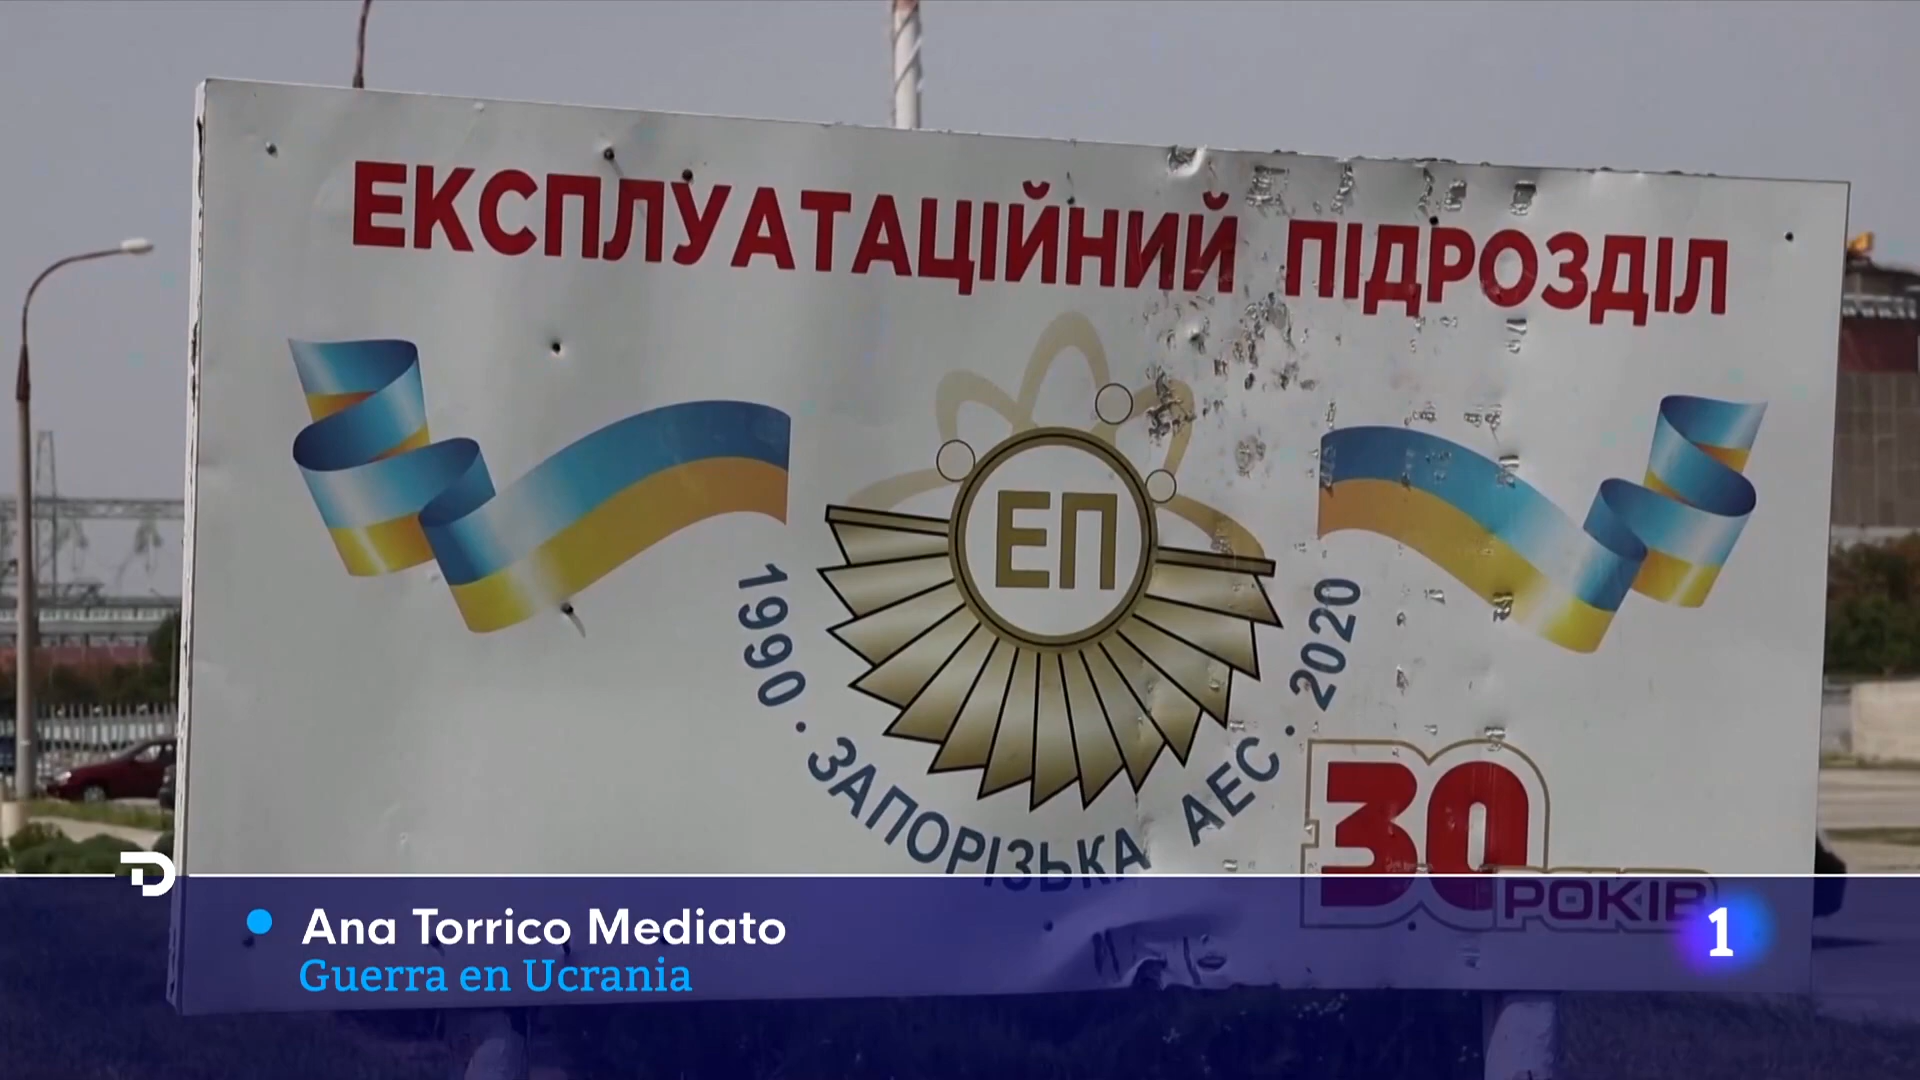 ЕКСПЛУАТАЦІЙНИЙ ПІДРОЗДІЛ
ЕП
1990 · ЗАПОРІЗЬКА АЕС · 2020
30
РОКІВ
Ana Torrico Mediato
Guerra en Ucrania
1